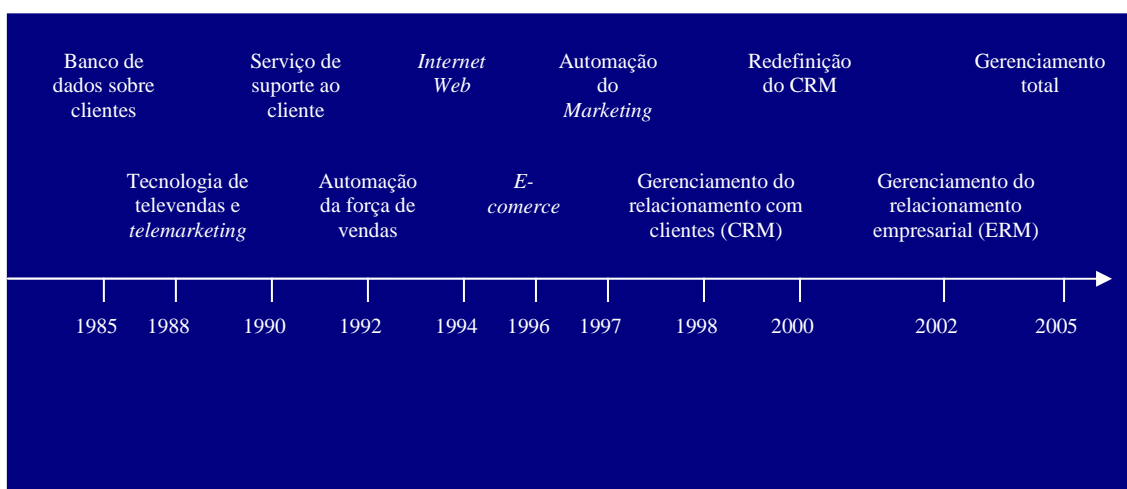 Banco de
dados sobre
clientes
Serviço de
suporte ao
cliente
Internet
Web
Automação
do
Marketing
Redefinição
do CRM
Gerenciamento
total
Tecnologia de
televendas e
telemarketing
Automação
da força de
vendas
E-
comerce
Gerenciamento do
relacionamento com
clientes (CRM)
Gerenciamento do
relacionamento
empresarial (ERM)
1985 1988 1990 1992 1994 1996 1997 1998 2000 2002 2005